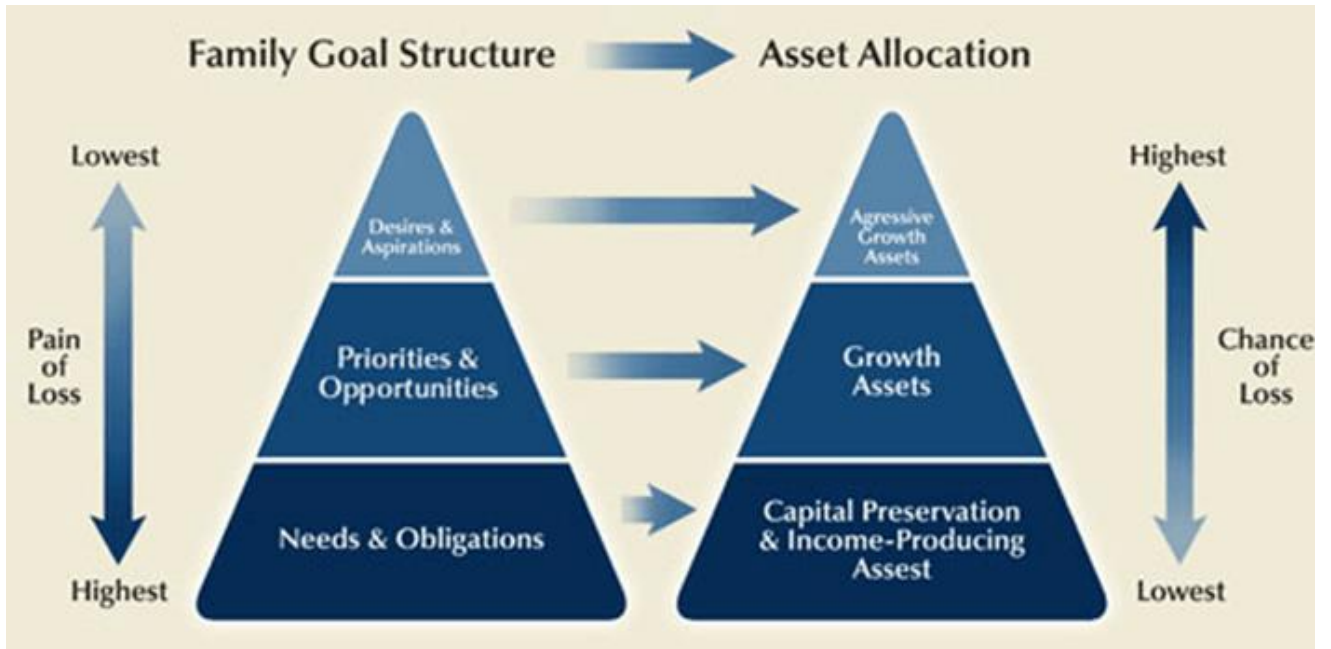 Family Goal Structure
Asset Allocation
Lowest
Pain
of
Loss
Highest
Desires &
Aspirations
Priorities &
Opportunities
Needs & Obligations
Agressive
Growth
Assets
Growth
Assets
Capital Preservation
& Income-Producing
Assest
Highest
Chance
of
Loss
Lowest